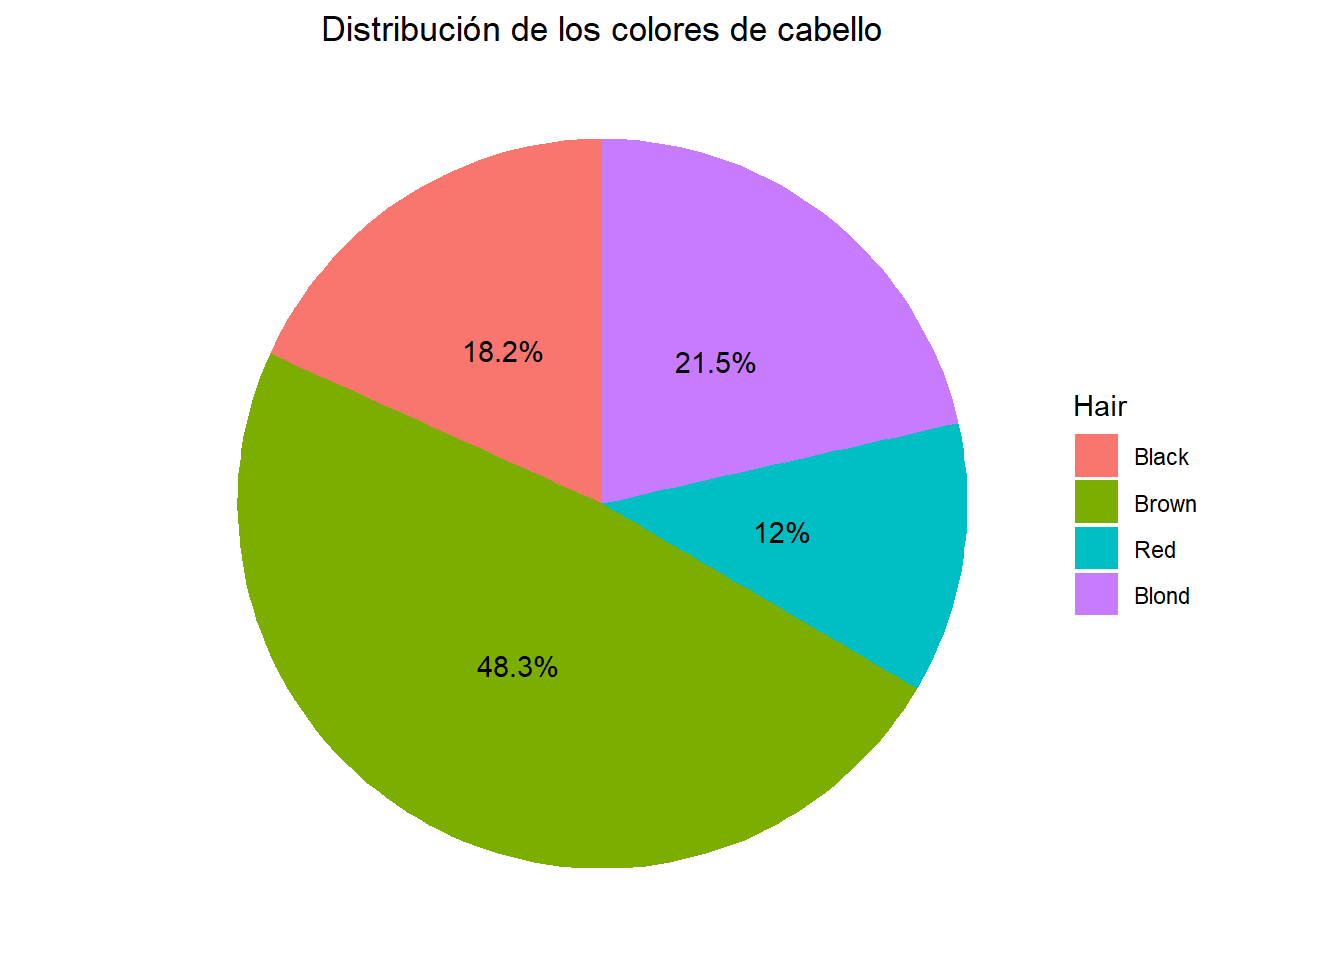 Distribución de los colores de cabello
18.2%
21.5%
12%
48.3%
Hair
Black
Brown
Red
Blond